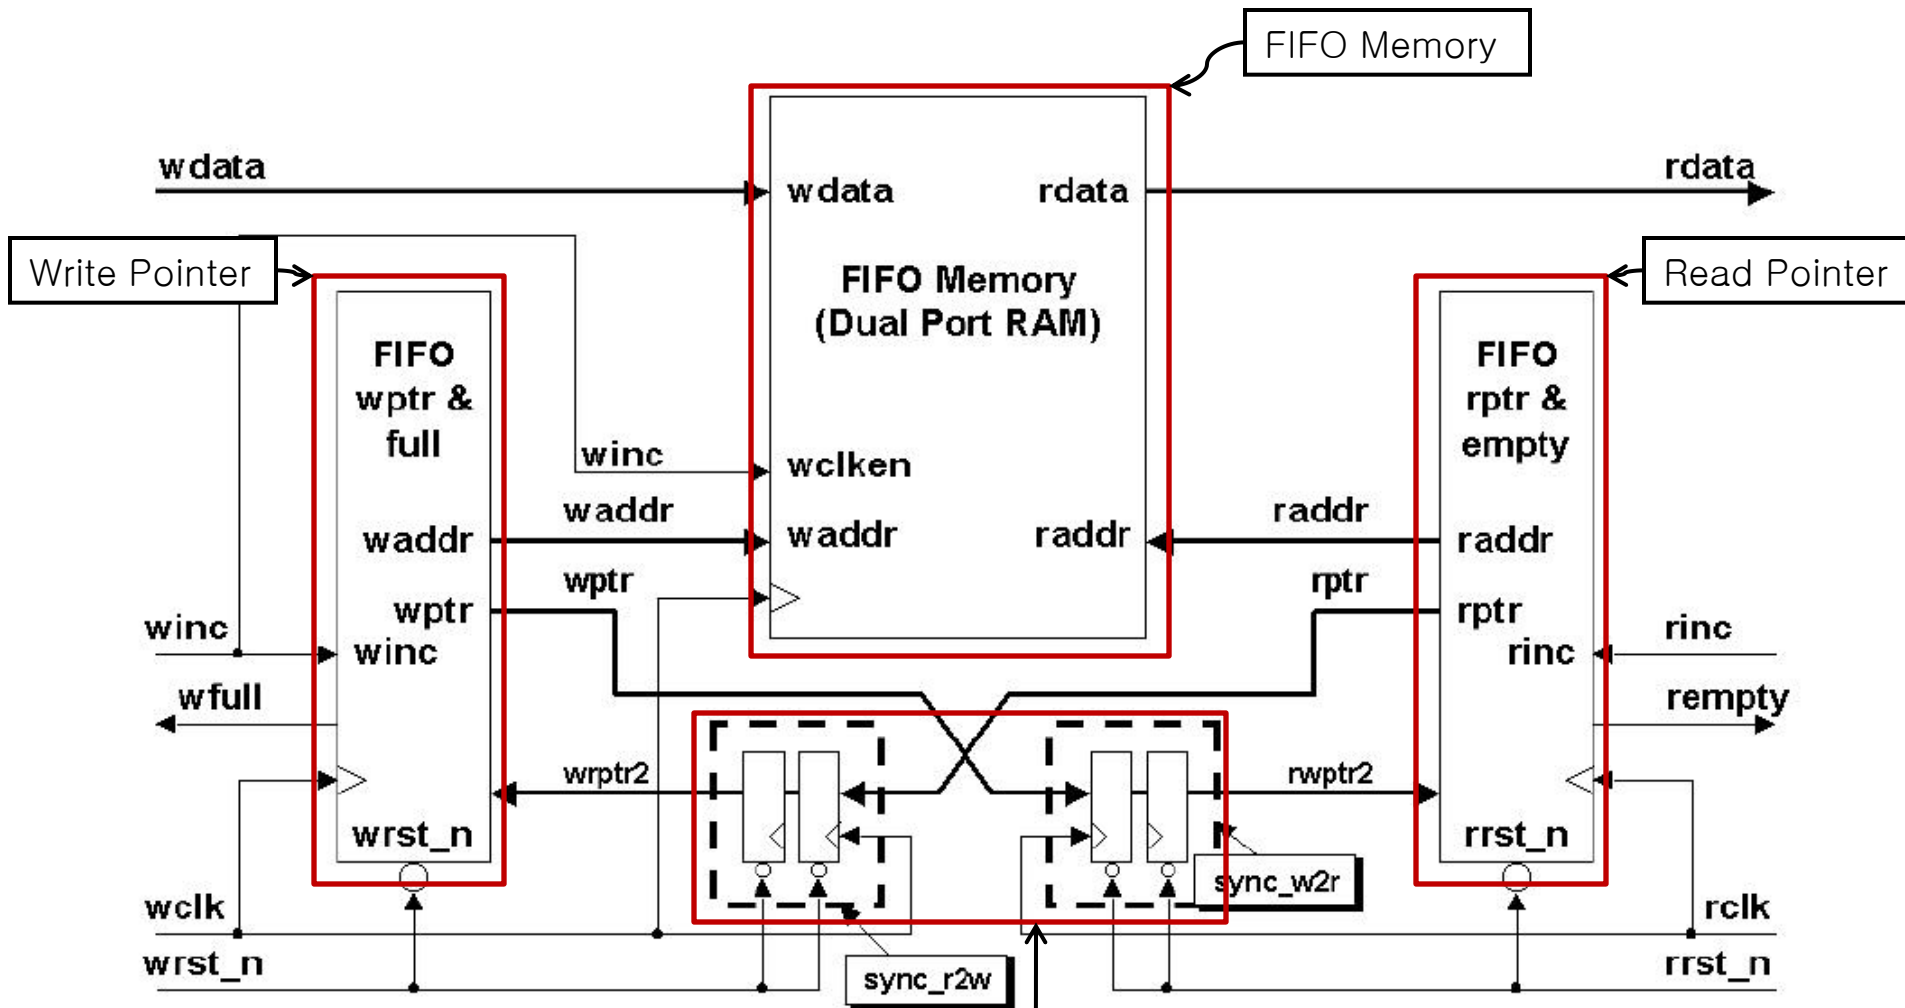 FIFO Memory
wdata
rdata
wdata
rdata
Write Pointer
Read Pointer
FIFO Memory
(Dual Port RAM)
FIFO
wptr &
full
FIFO
rptr &
empty
winc
wclken
waddr
raddr
waddr
waddr
raddr
raddr
wptr
rptr
wptr
rptr
winc
winc
rinc
rinc
wfull
rempty
wrptr2
rwptr2
wrst_n
rrst_n
sync_w2r
wclk
rclk
wrst_n
sync_r2w
rrst_n